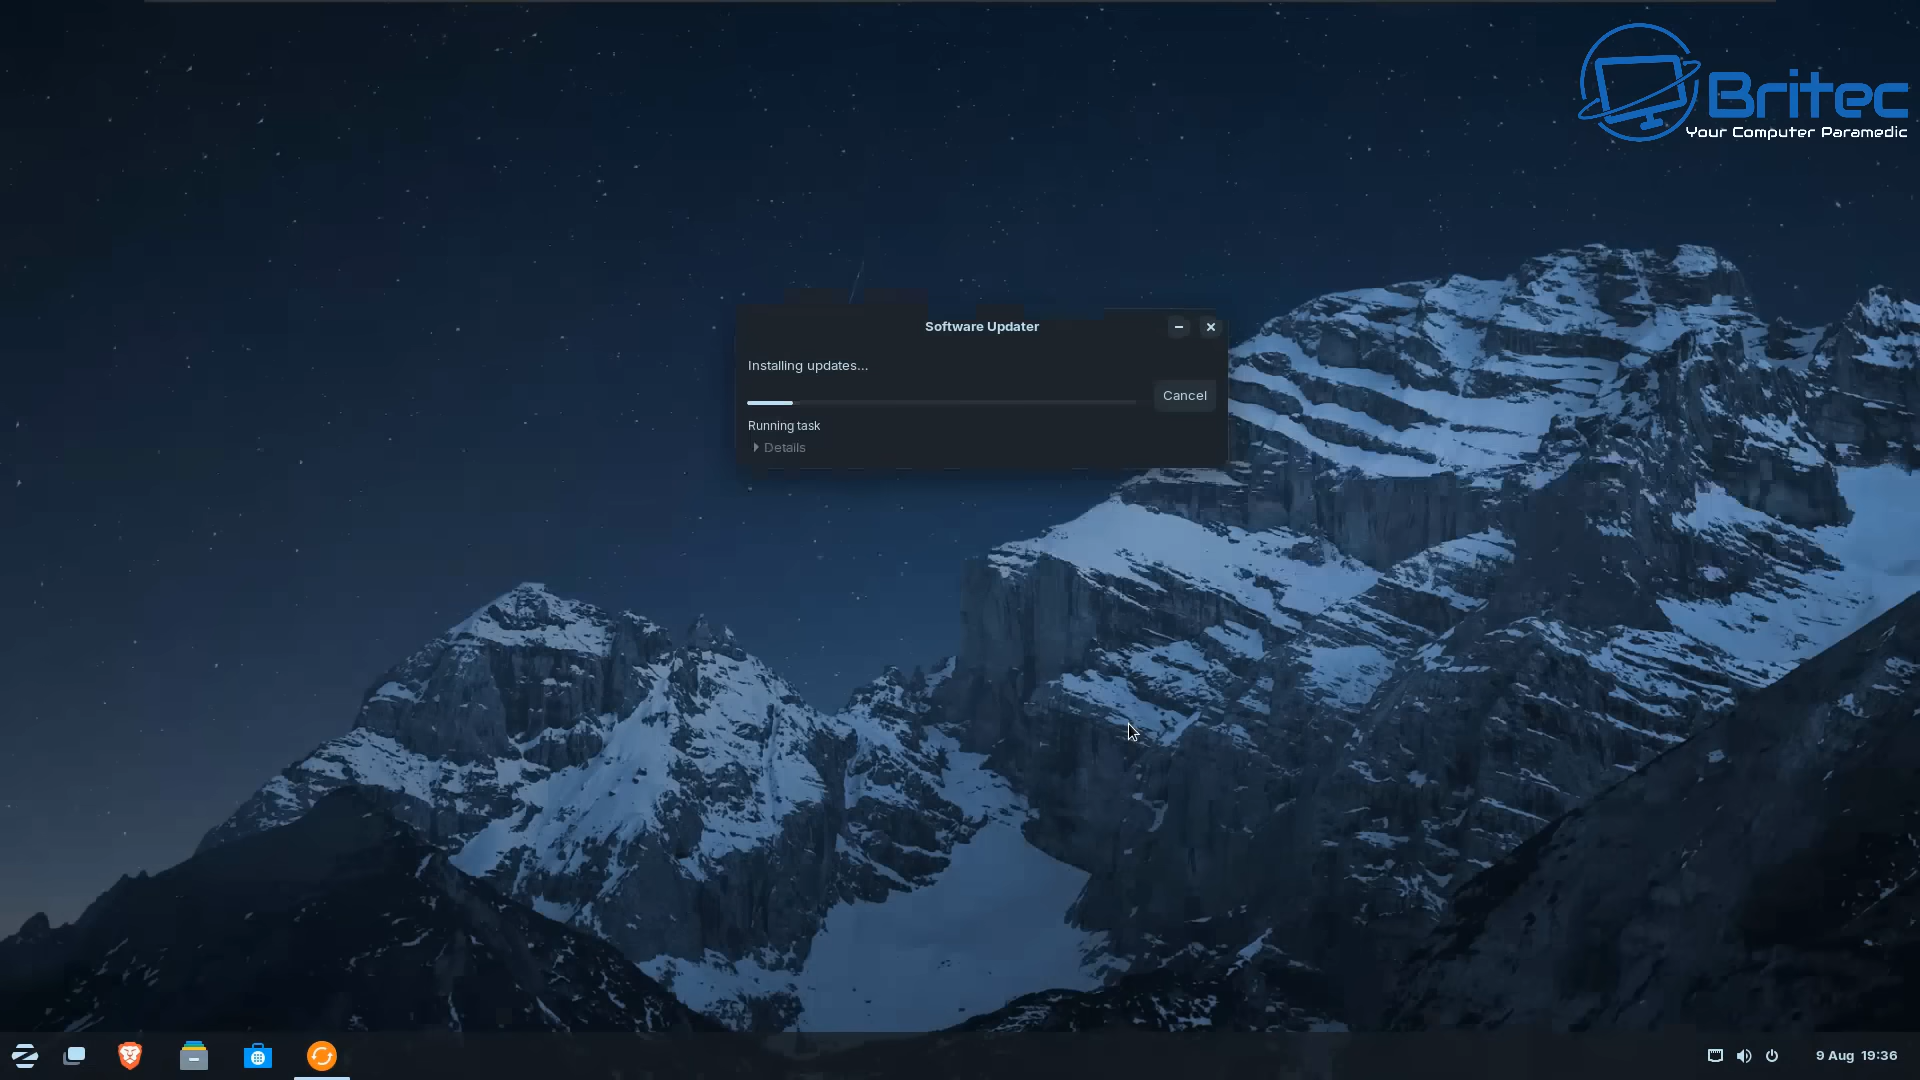 Britec
Your Computer Paramedic
Software Updater
Installing updates...
Cancel
Running task
Details
9 Aug 19:36